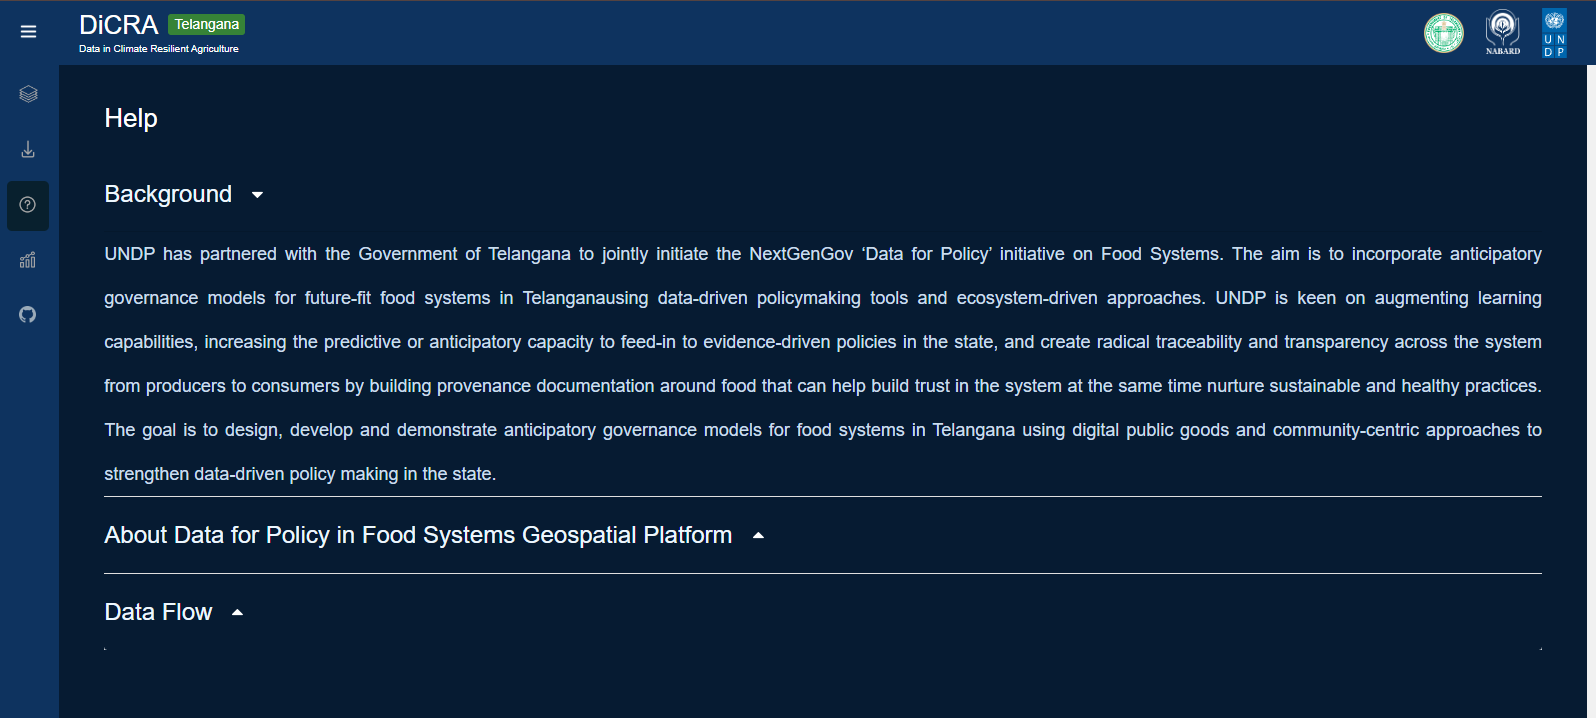 DiCRA Telangana
Data in Climate Resilient Agriculture
NABARD
U N
D P
Help
Background
UNDP has partnered with the Government of Telangana to jointly initiate the NextGenGov ‘Data for Policy’ initiative on Food Systems. The aim is to incorporate anticipatory
governance models for future-fit food systems in Telanganausing data-driven policymaking tools and ecosystem-driven approaches. UNDP is keen on augmenting learning
capabilities, increasing the predictive or anticipatory capacity to feed-in to evidence-driven policies in the state, and create radical traceability and transparency across the system
from producers to consumers by building provenance documentation around food that can help build trust in the system at the same time nurture sustainable and healthy practices.
The goal is to design, develop and demonstrate anticipatory governance models for food systems in Telangana using digital public goods and community-centric approaches to
strengthen data-driven policy making in the state.
About Data for Policy in Food Systems Geospatial Platform
Data Flow